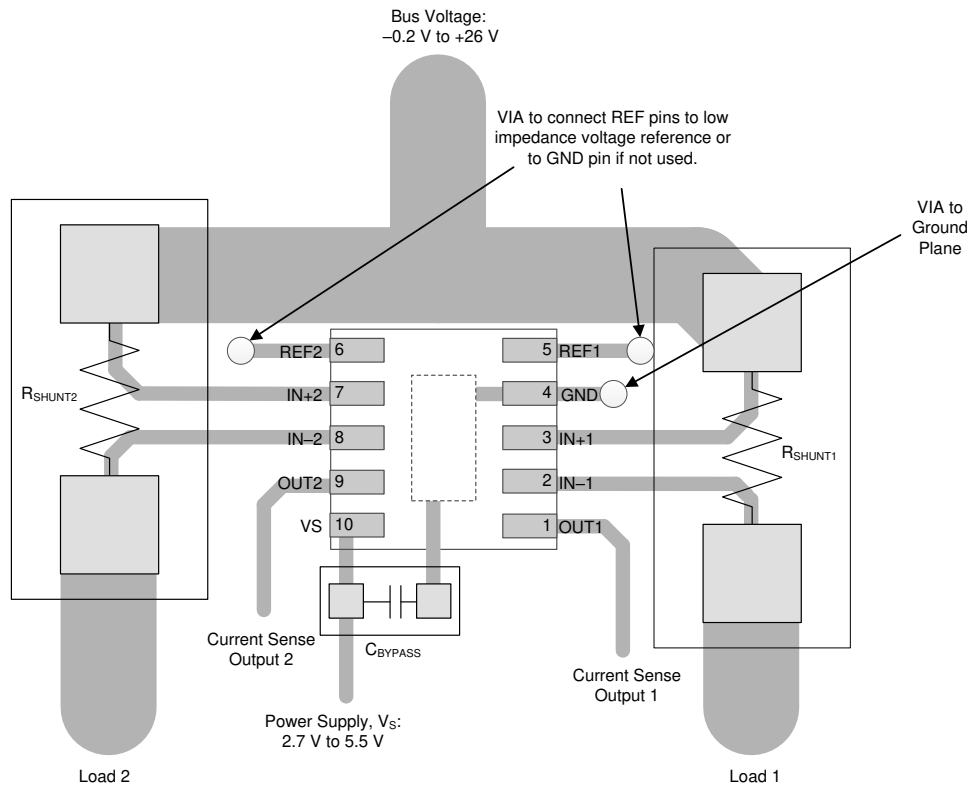 Bus Voltage:
–0.2 V to +26 V
VIA to connect REF pins to low
impedance voltage reference or
to GND pin if not used.
VIA to
Ground
Plane
REF2 6
5 REF1
IN+2 7
4 GND
RSHUNT2
IN–2 8
3 IN+1
RSHUNT1
OUT2 9
2 IN–1
VS 10
1 OUT1
CBYPASS
Current Sense
Output 2
Current Sense
Output 1
Power Supply, VS:
2.7 V to 5.5 V
Load 2
Load 1